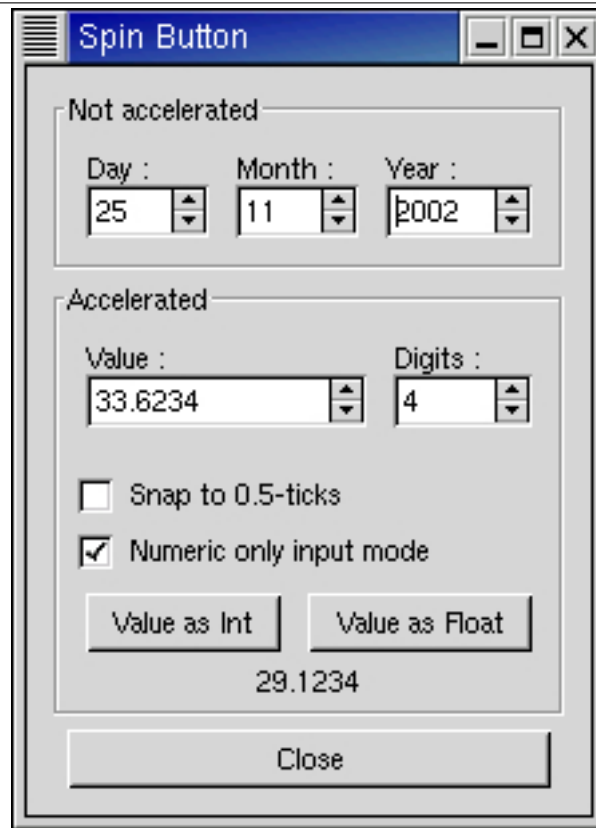 Spin Button
Not accelerated
Day : Month : Year :
25 11 2002
Accelerated
Value : Digits :
33.6234 4
Snap to 0.5-ticks
Numeric only input mode
Value as Int Value as Float
29.1234
Close